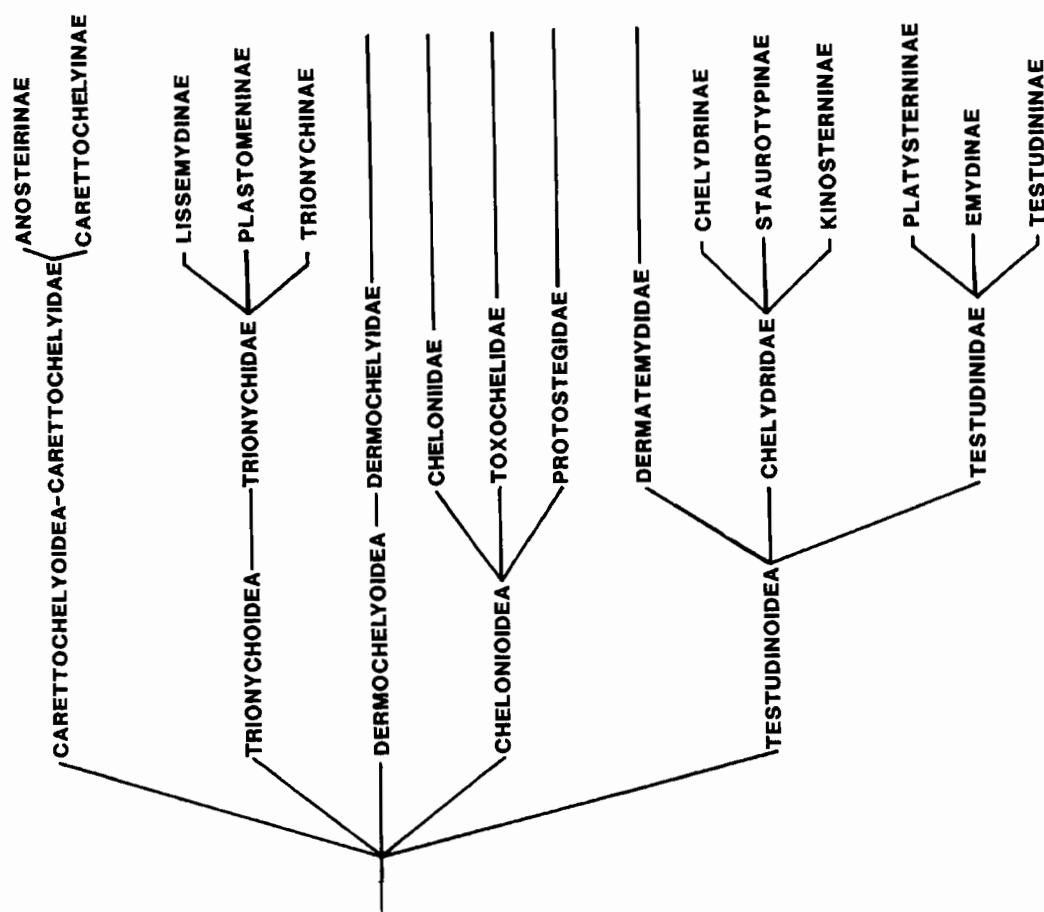 ANOSTEIRINAE
CARETTOCHELYINAE
CARETTOCHELYOIDEA-CARETTOCHELYIDAE
LISSEMYDINAE
PLASTOMENINAE
TRIONYCHINAE
TRIONYCHIDAE
TRIONYCHOIDEA
DERMOCHELYIDAE
DERMOCHELYOIDEA
CHELONIIDAE
TOXOCHELIDAE
PROTOSTEGIDAE
CHELONIOIDEA
DERMATEMYDIDAE
CHELYDRINAE
STAUROTYPINAE
KINOSTERNINAE
CHELYDRIDAE
PLATYSTERNINAE
EMYDINAE
TESTUDININAE
TESTUDINIDAE
TESTUDINOIDEA